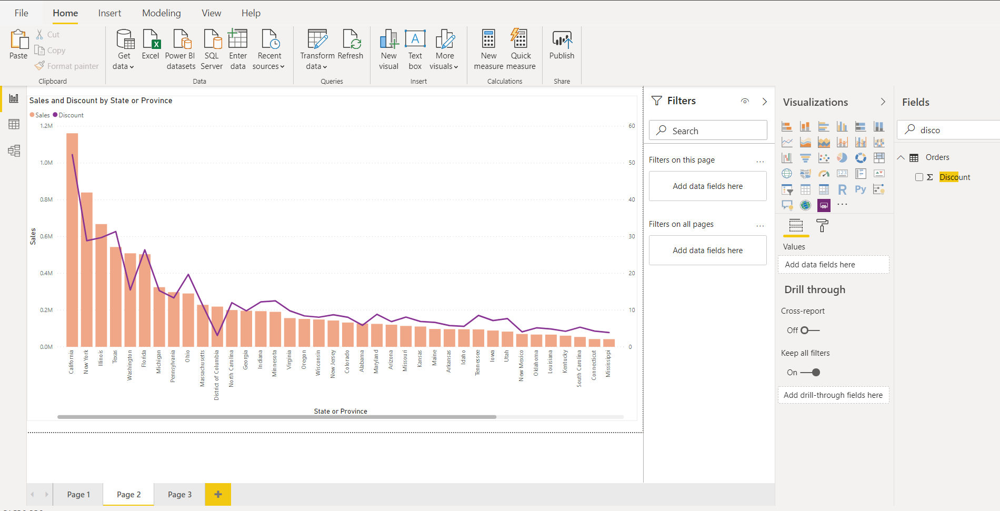 File Home Insert Modeling View Help
Paste
Cut
Copy
Format painter
Clipboard
Get data
Excel
Power BI datasets
SQL Server
Enter data
Recent sources
Data
Transform data
Refresh
Queries
New visual
Text box
More visuals
Insert
New measure
Quick measure
Calculations
Publish
Share
Sales and Discount by State or Province
Sales Discount
1.2M
1.0M
0.8M
0.6M
0.4M
0.2M
0.0M
Sales
60
50
40
30
20
10
0
California
New York
Illinois
Texas
Washington
Florida
Michigan
Pennsylvania
Ohio
Massachusetts
District of Columbia
North Carolina
Georgia
Indiana
Minnesota
Virginia
Oregon
Wisconsin
New Jersey
Colorado
Alabama
Maryland
Arizona
Missouri
Kansas
Maine
Arkansas
Idaho
Tennessee
Iowa
Utah
New Mexico
Oklahoma
Louisiana
Kentucky
South Carolina
Connecticut
Mississippi
State or Province
Filters
Search
Filters on this page ...
Add data fields here
Filters on all pages ...
Add data fields here
Visualizations
123
R Py
...
Values
Add data fields here
Drill through
Cross-report
Off
Keep all filters
On
Add drill-through fields here
Fields
disco
Orders
Σ Discount
Page 1 Page 2 Page 3 +